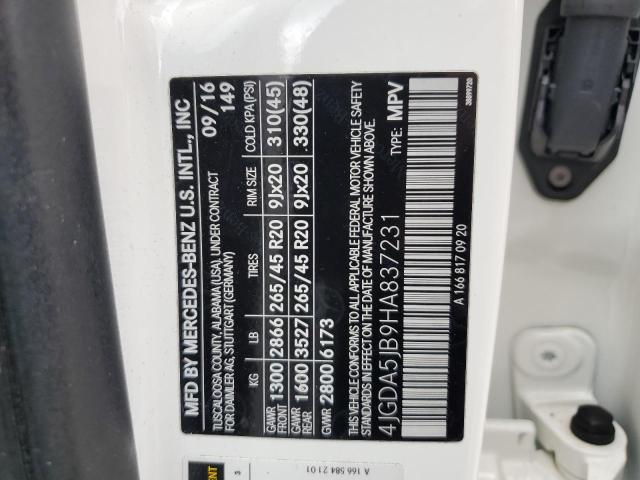 MFD BY MERCEDES-BENZ U.S. INTL., INC
TUSCALOOSA COUNTY, ALABAMA (USA), UNDER CONTRACT 09/16
FOR DAIMLER AG, STUTTGART (GERMANY) 149
KG LB TIRES RIM SIZE COLD KPA(PSI)
GAWR FRONT 1300 2866 265/45 R20 9Jx20 310(45)
GAWR REAR 1600 3527 265/45 R20 9Jx20 330(48)
GVWR 2800 6173
THIS VEHICLE CONFORMS TO ALL APPLICABLE FEDERAL MOTOR VEHICLE SAFETY
STANDARDS IN EFFECT ON THE DATE OF MANUFACTURE SHOWN ABOVE.
4JGDA5JB9HA837231 TYPE: MPV
A 166 817 09 20
38899720
A 166 584 21 01
3